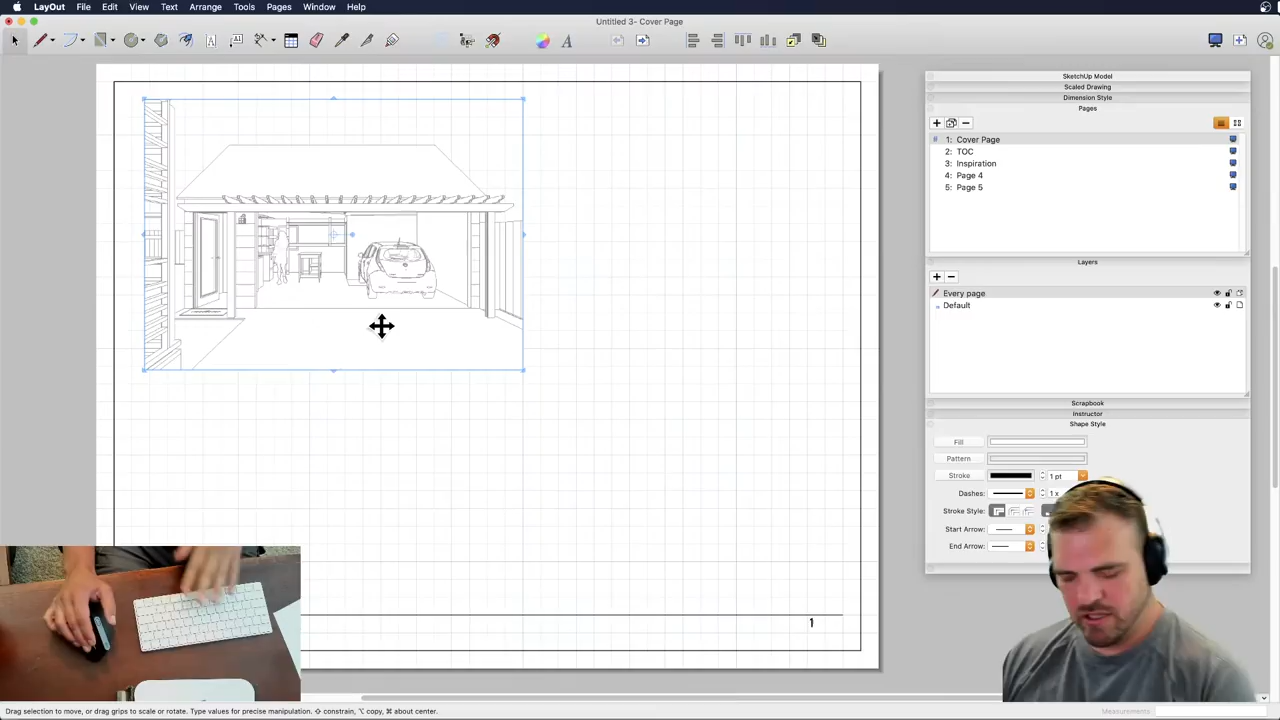 LayOut File Edit View Text Arrange Tools Pages Window Help
Untitled 3- Cover Page
SketchUp Model
Scaled Drawing
Dimension Style
Pages
# 1: Cover Page
2: TOC
3: Inspiration
4: Page 4
5: Page 5
Layers
Every page
Default
Scrapbook
Instructor
Shape Style
Fill
Pattern
Stroke 1 pt
Dashes: 1 x
Stroke Style:
Start Arrow:
End Arrow:
1
Drag selection to move, or drag grips to scale or rotate. Type values for precise manipulation. ⇧ constrain, ⌥ copy, ⌘ about center.
Measurements